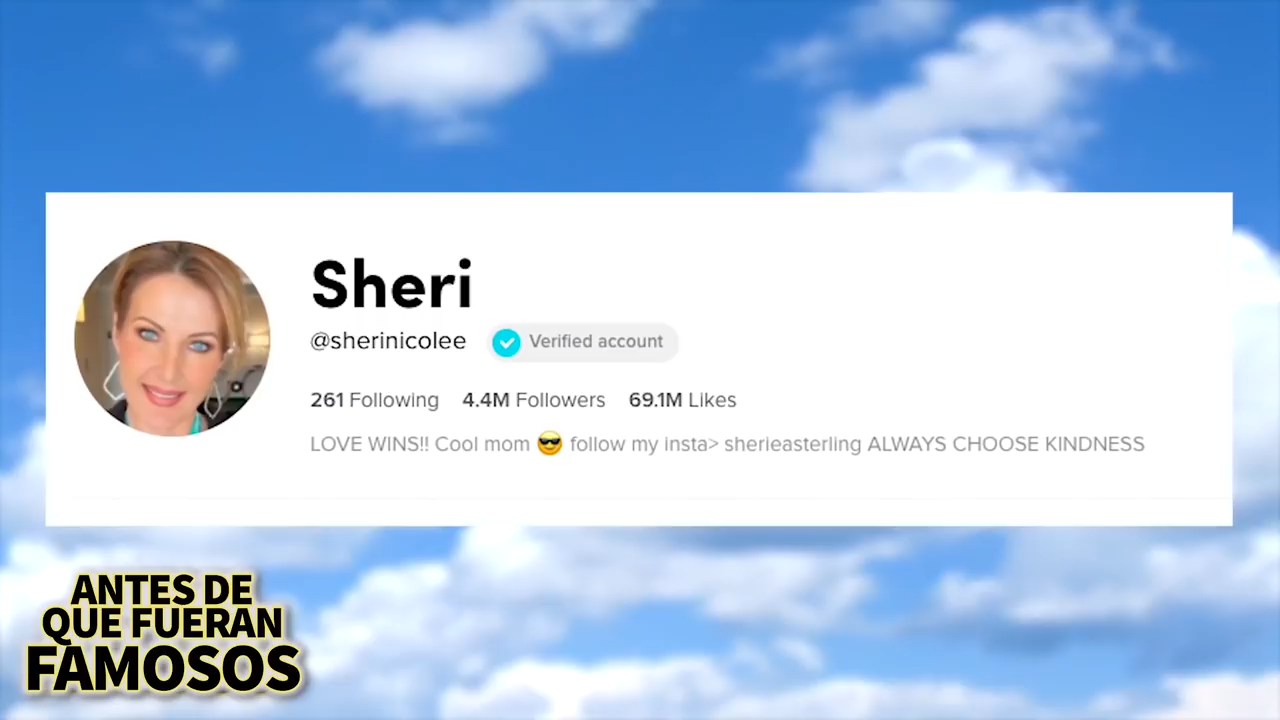 Sheri
@sherinicolee Verified account
261 Following 4.4M Followers 69.1M Likes
LOVE WINS!! Cool mom 😎 follow my insta> sherieasterling ALWAYS CHOOSE KINDNESS
ANTES DE
QUE FUERAN
FAMOSOS